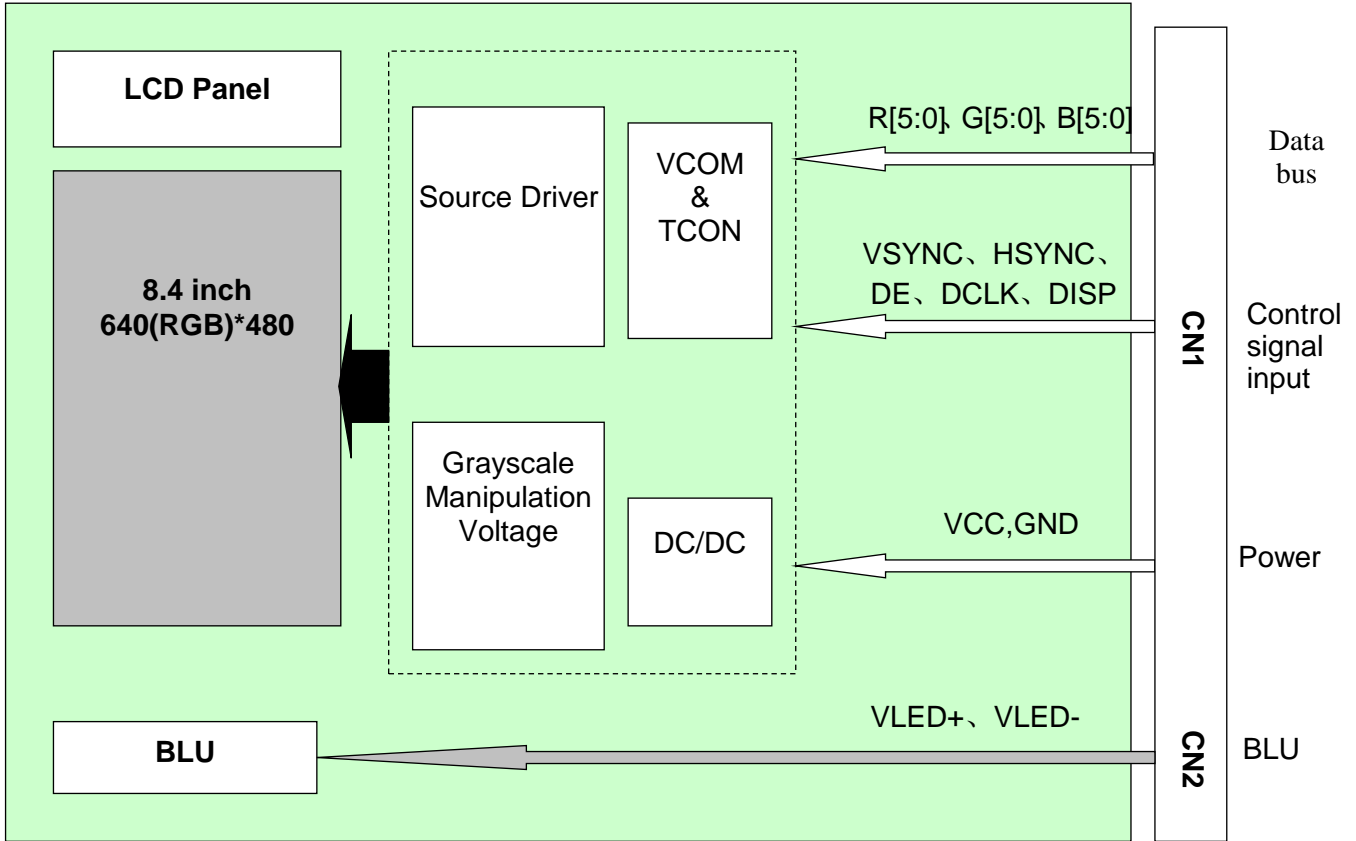 LCD Panel
8.4 inch
640(RGB)*480
Source Driver
VCOM
&
TCON
Grayscale
Manipulation
Voltage
DC/DC
R[5:0]、G[5:0]、B[5:0]
VSYNC、HSYNC、
DE、DCLK、DISP
VCC,GND
VLED+、VLED-
BLU
CN1
CN2
Data
bus
Control
signal
input
Power
BLU